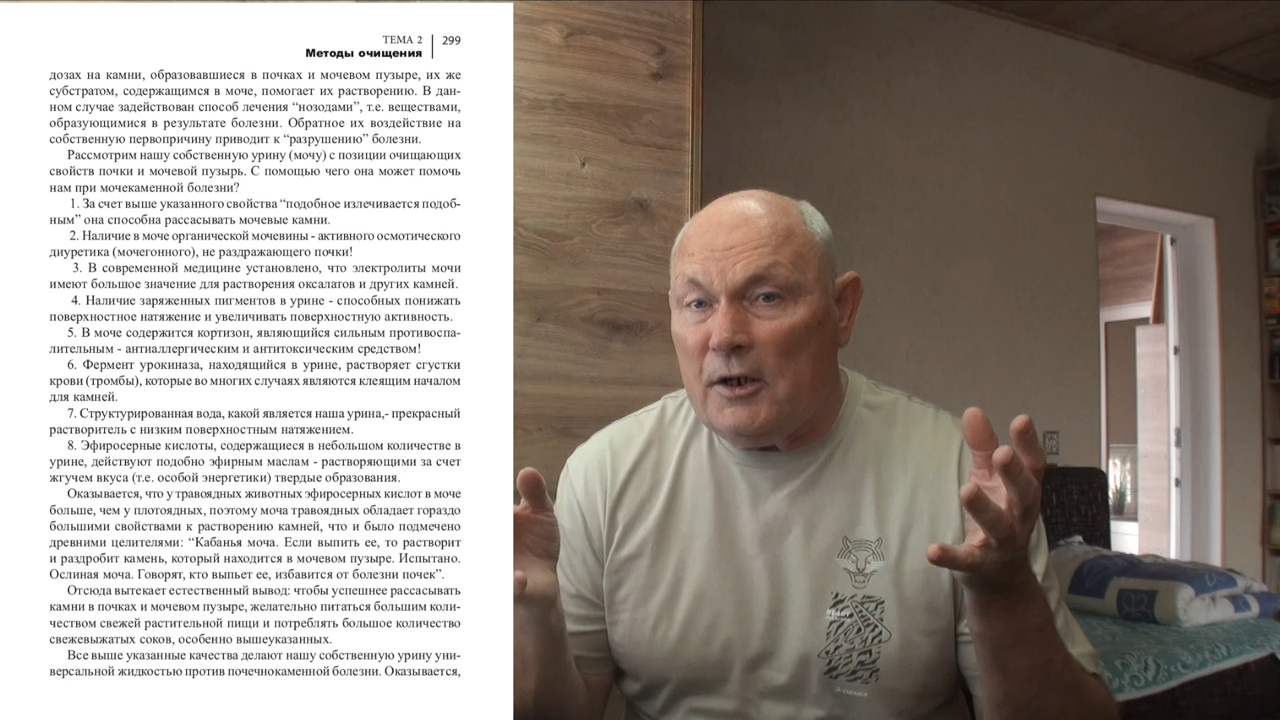 ТЕМА 2
299
Методы очищения
дозах на камни, образовавшиеся в почках и мочевом пузыре, их же
субстратом, содержащимся в моче, помогает их растворению. В дан-
ном случае задействован способ лечения “нозодами”, т.е. веществами,
образующимися в результате болезни. Обратное их воздействие на
собственную первопричину приводит к “разрушению” болезни.
Рассмотрим нашу собственную урину (мочу) с позиции очищающих
свойств почки и мочевой пузырь. С помощью чего она может помочь
нам при мочекаменной болезни?
1. За счет выше указанного свойства “подобное излечивается подоб-
ным” она способна рассасывать мочевые камни.
2. Наличие в моче органической мочевины - активного осмотического
диуретика (мочегонного), не раздражающего почки!
3. В современной медицине установлено, что электролиты мочи
имеют большое значение для растворения оксалатов и других камней.
4. Наличие заряженных пигментов в урине - способных понижать
поверхностное натяжение и увеличивать поверхностную активность.
5. В моче содержится кортизон, являющийся сильным противоспа-
лительным - антиаллергическим и антитоксическим средством!
6. Фермент урокиназа, находящийся в урине, растворяет сгустки
крови (тромбы), которые во многих случаях являются клеящим началом
для камней.
7. Структурированная вода, какой является наша урина,- прекрасный
растворитель с низким поверхностным натяжением.
8. Эфиросерные кислоты, содержащиеся в небольшом количестве в
урине, действуют подобно эфирным маслам - растворяющими за счет
жгучем вкуса (т.е. особой энергетики) твердые образования.
Оказывается, что у травоядных животных эфиросерных кислот в моче
больше, чем у плотоядных, поэтому моча травоядных обладает гораздо
большими свойствами к растворению камней, что и было подмечено
древними целителями: “Кабанья моча. Если выпить ее, то растворит
и раздробит камень, который находится в мочевом пузыре. Испытано.
Ослиная моча. Говорят, кто выпьет ее, избавится от болезни почек”.
Отсюда вытекает естественный вывод: чтобы успешнее рассасывать
камни в почках и мочевом пузыре, желательно питаться большим коли-
чеством свежей растительной пищи и потреблять большое количество
свежевыжатых соков, особенно вышеуказанных.
Все выше указанные качества делают нашу собственную урину уни-
версальной жидкостью против почечнокаменной болезни. Оказывается,